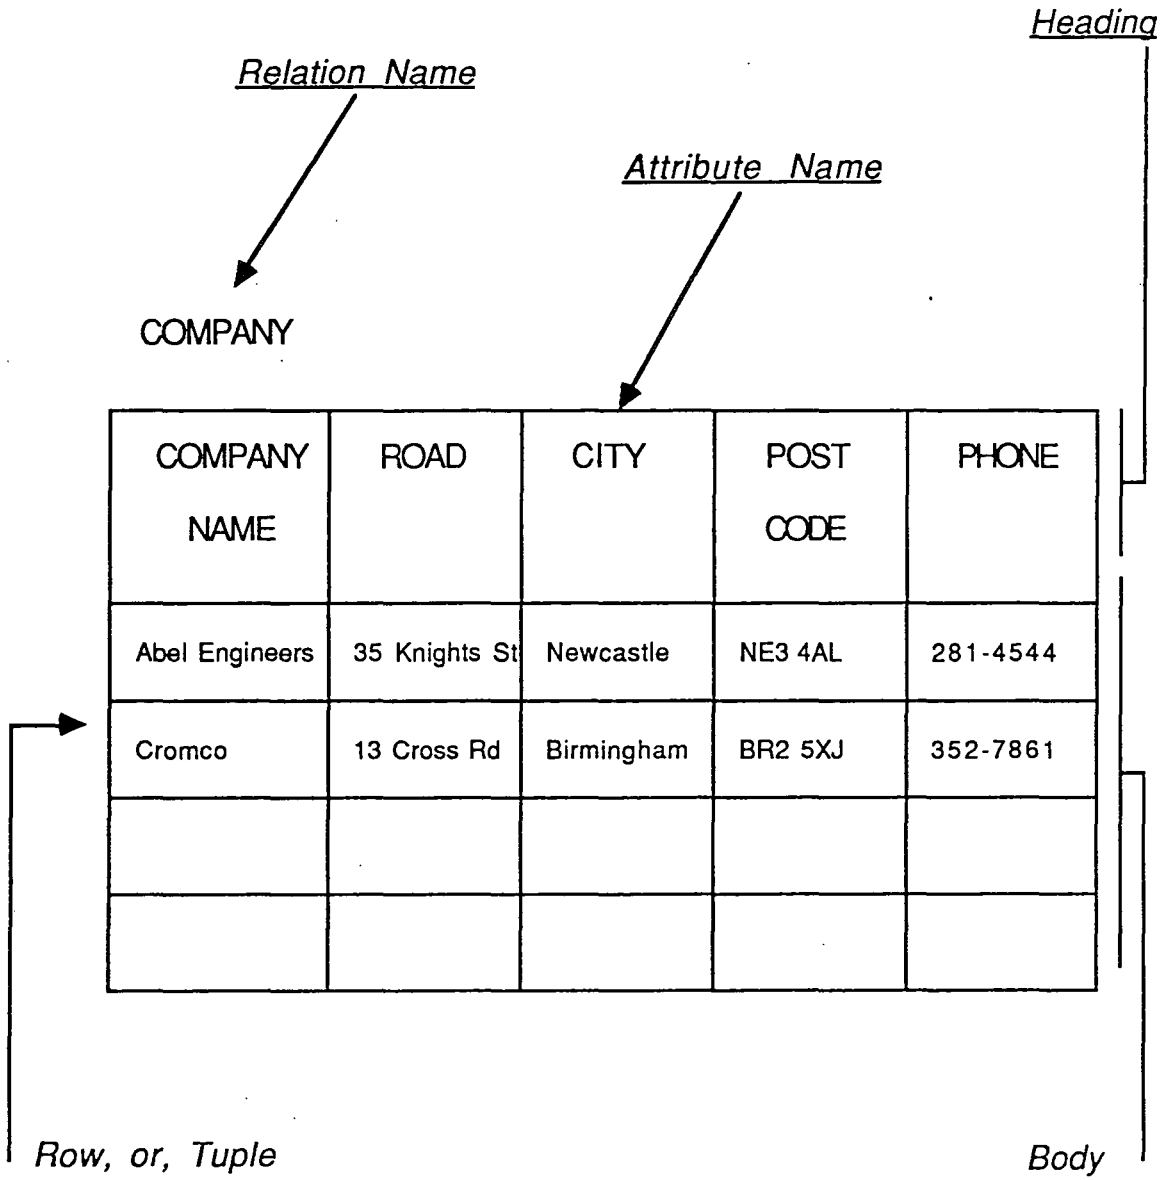 Heading
Relation Name
Attribute Name
COMPANY
COMPANY NAME ROAD CITY POST CODE PHONE
Abel Engineers 35 Knights St Newcastle NE3 4AL 281-4544
Cromco 13 Cross Rd Birmingham BR2 5XJ 352-7861
Row, or, Tuple
Body